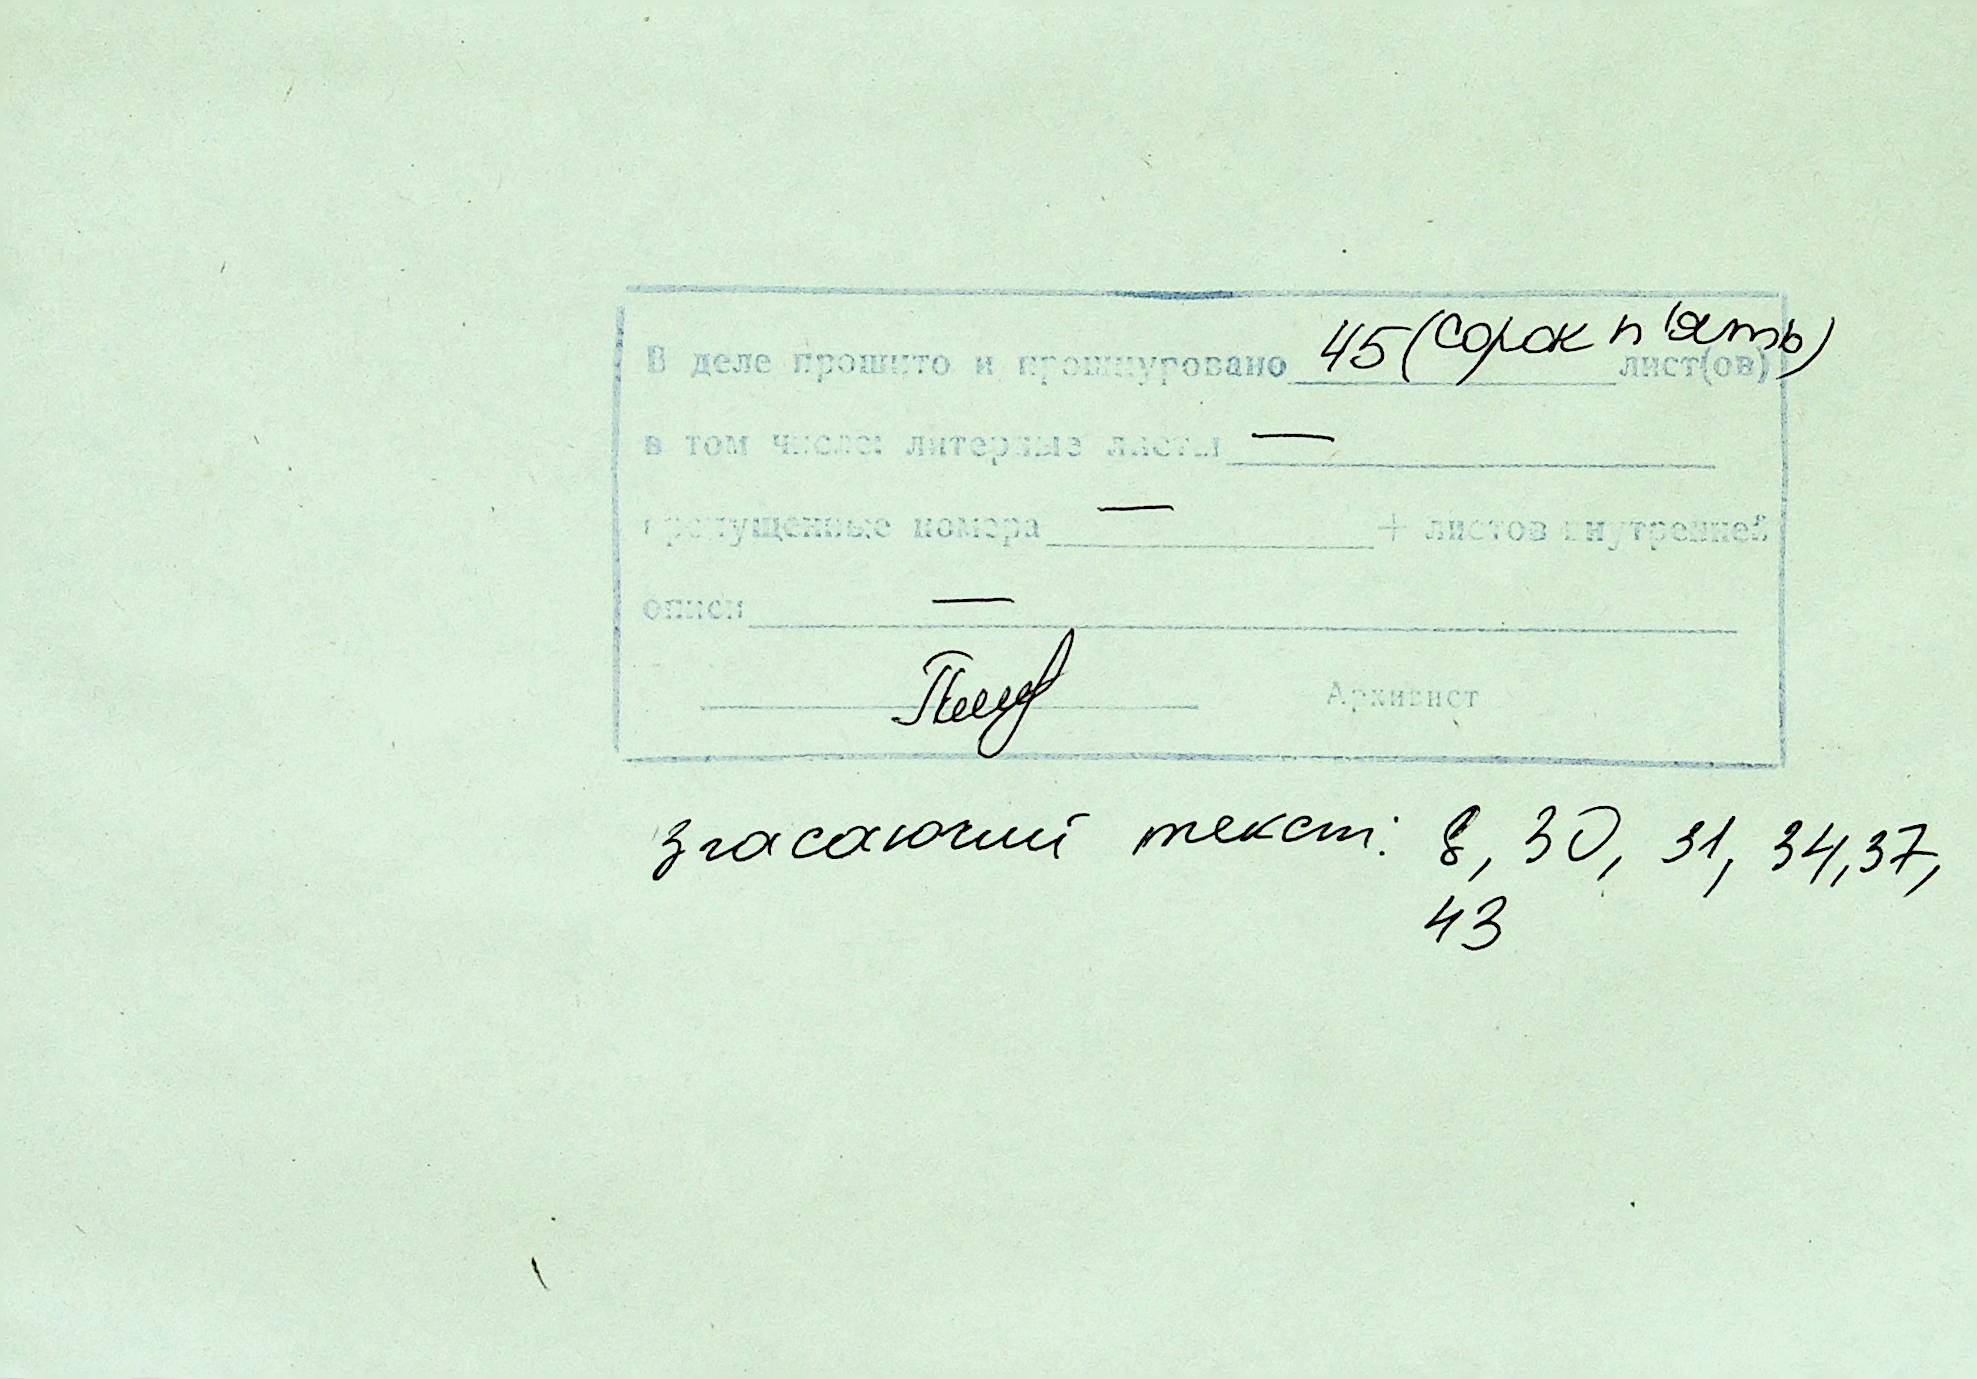 В деле прошито и прошнуровано 45 (сорок п'ять) лист(ов)
в том числе: литерные листы —
пропущенные номера — + листов внутренней
описи —
Архивист
згасаючий текст: 8, 30, 31, 34, 37,
43